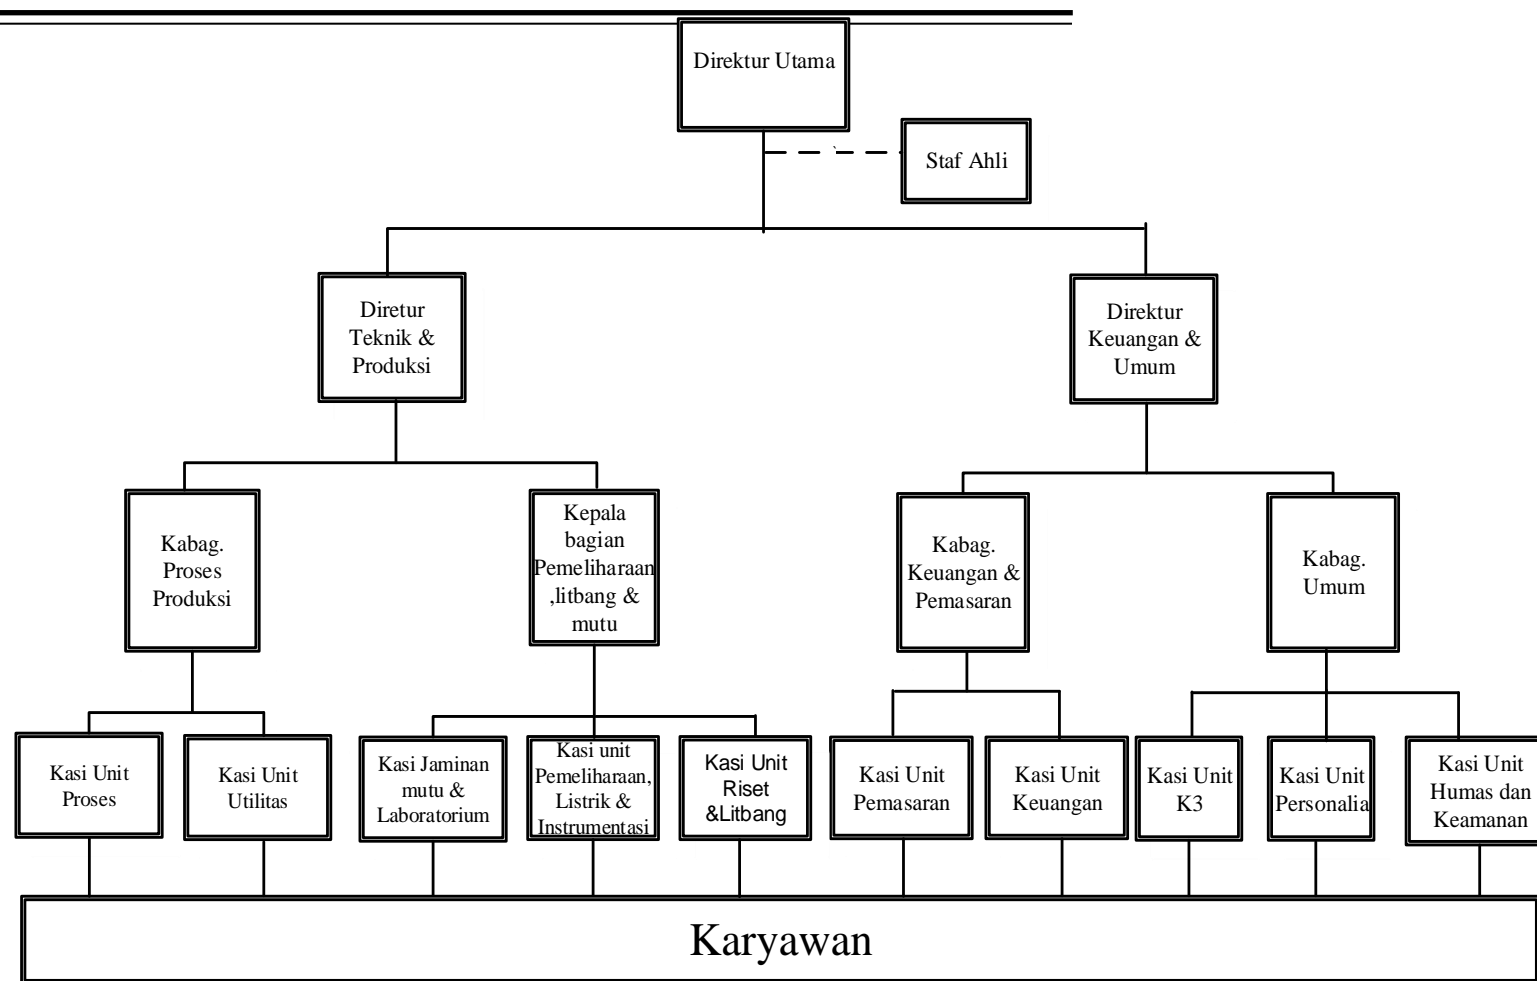 Direktur Utama
Staf Ahli
Diretur
Teknik &
Produksi
Direktur
Keuangan &
Umum
Kabag.
Proses
Produksi
Kepala
bagian
Pemeliharaan
,litbang &
mutu
Kabag.
Keuangan &
Pemasaran
Kabag.
Umum
Kasi Unit
Proses
Kasi Unit
Utilitas
Kasi Jaminan
mutu &
Laboratorium
Kasi unit
Pemeliharaan,
Listrik &
Instrumentasi
Kasi Unit
Riset
&Litbang
Kasi Unit
Pemasaran
Kasi Unit
Keuangan
Kasi Unit
K3
Kasi Unit
Personalia
Kasi Unit
Humas dan
Keamanan
Karyawan